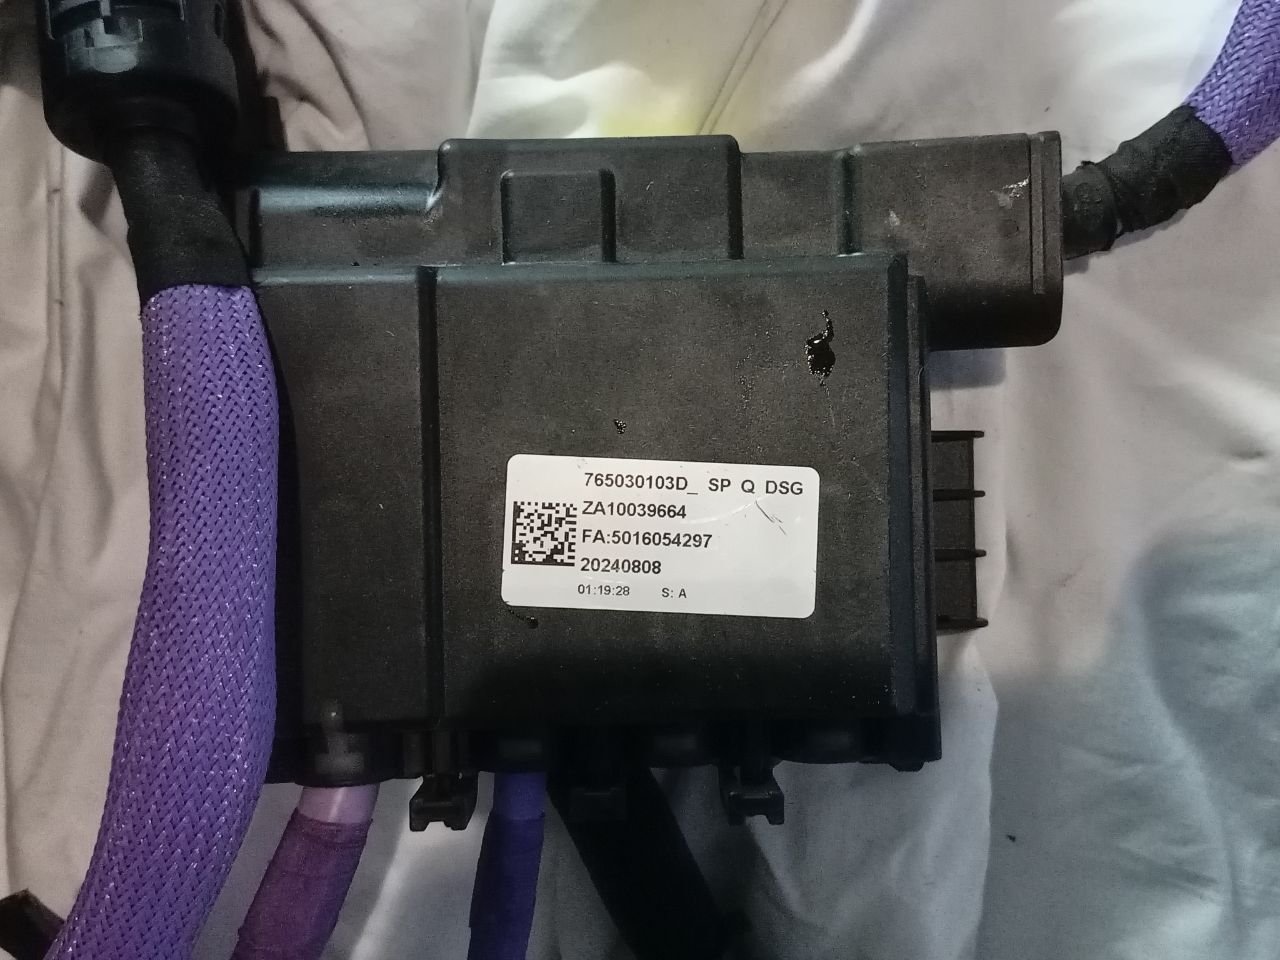 765030103D_ SP Q DSG
ZA10039664
FA:5016054297
20240808
01:19:28 S: A